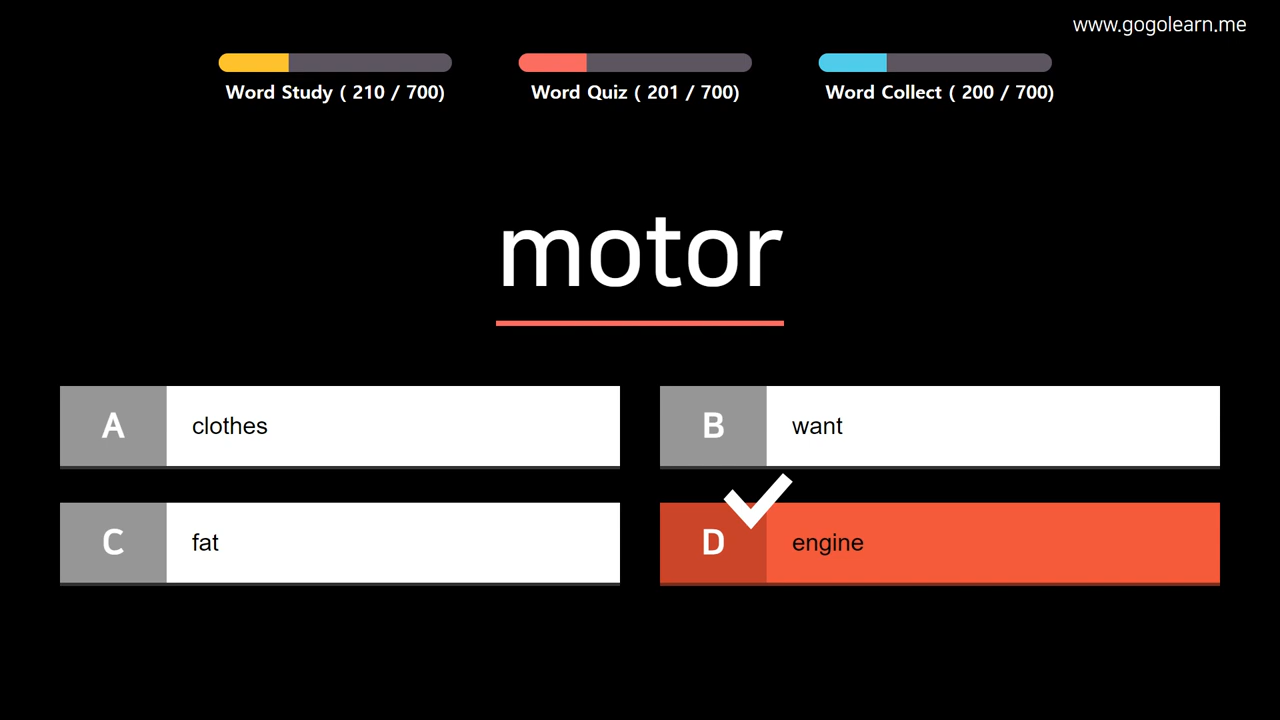 www.gogolearn.me
Word Study ( 210 / 700)
Word Quiz ( 201 / 700)
Word Collect ( 200 / 700)
motor
A clothes
B want
C fat
D engine